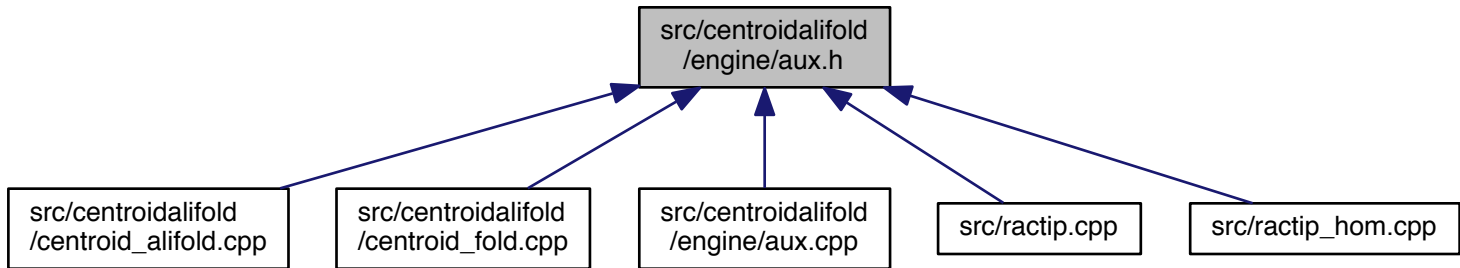 src/centroidalifold
/engine/aux.h
src/centroidalifold
/centroid_alifold.cpp
src/centroidalifold
/centroid_fold.cpp
src/centroidalifold
/engine/aux.cpp
src/ractip.cpp
src/ractip_hom.cpp